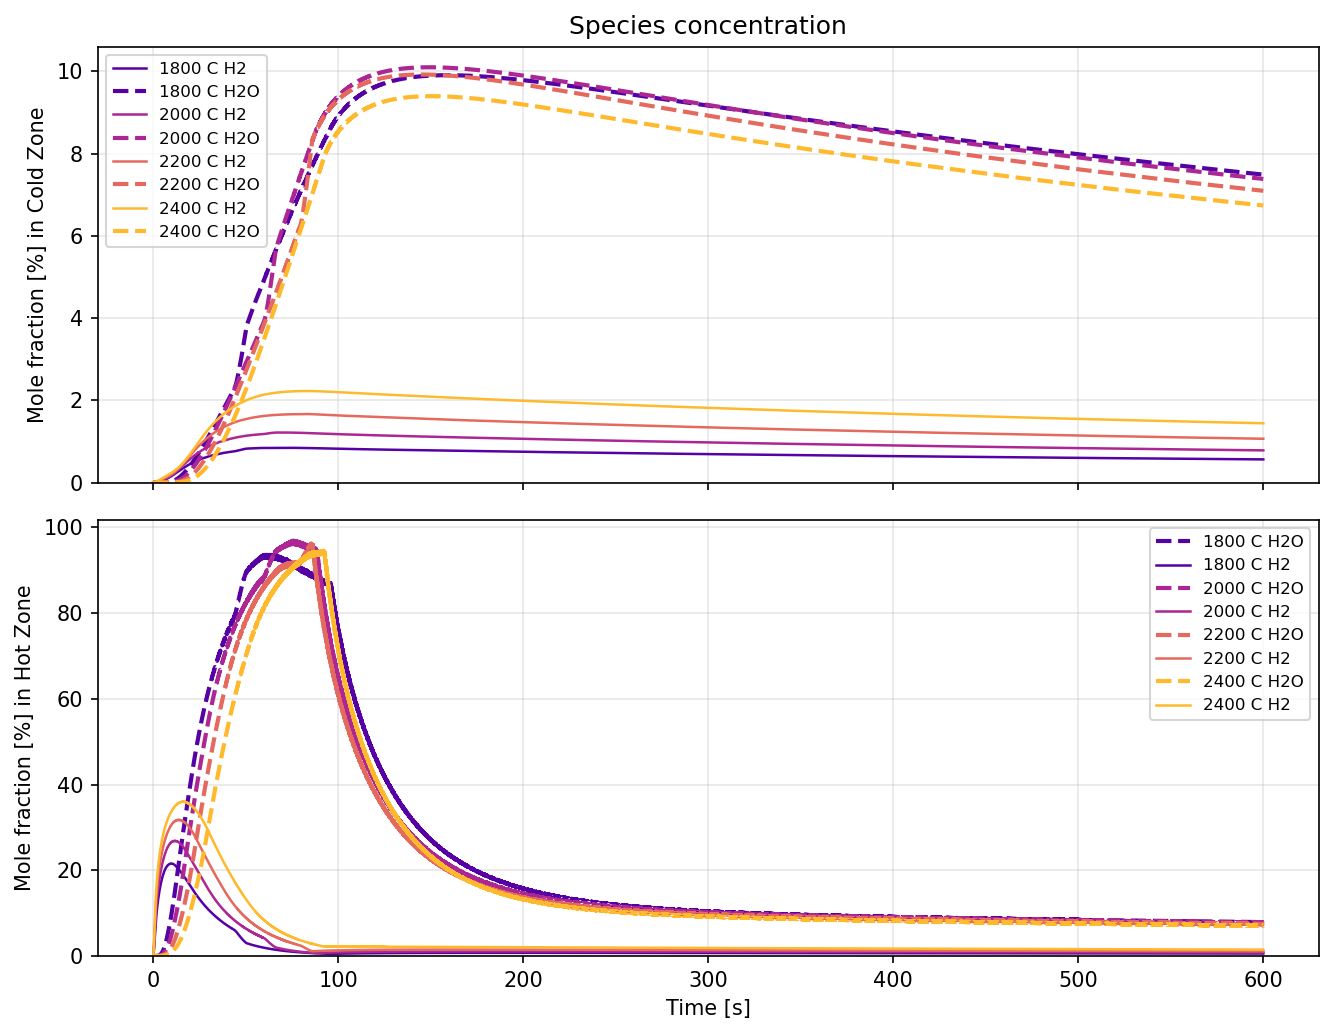 Species concentration
Mole fraction [%] in Cold Zone
10
8
6
4
2
0
1800 C H2
1800 C H2O
2000 C H2
2000 C H2O
2200 C H2
2200 C H2O
2400 C H2
2400 C H2O
Mole fraction [%] in Hot Zone
100
80
60
40
20
0
1800 C H2O
1800 C H2
2000 C H2O
2000 C H2
2200 C H2O
2200 C H2
2400 C H2O
2400 C H2
0 100 200 300 400 500 600
Time [s]